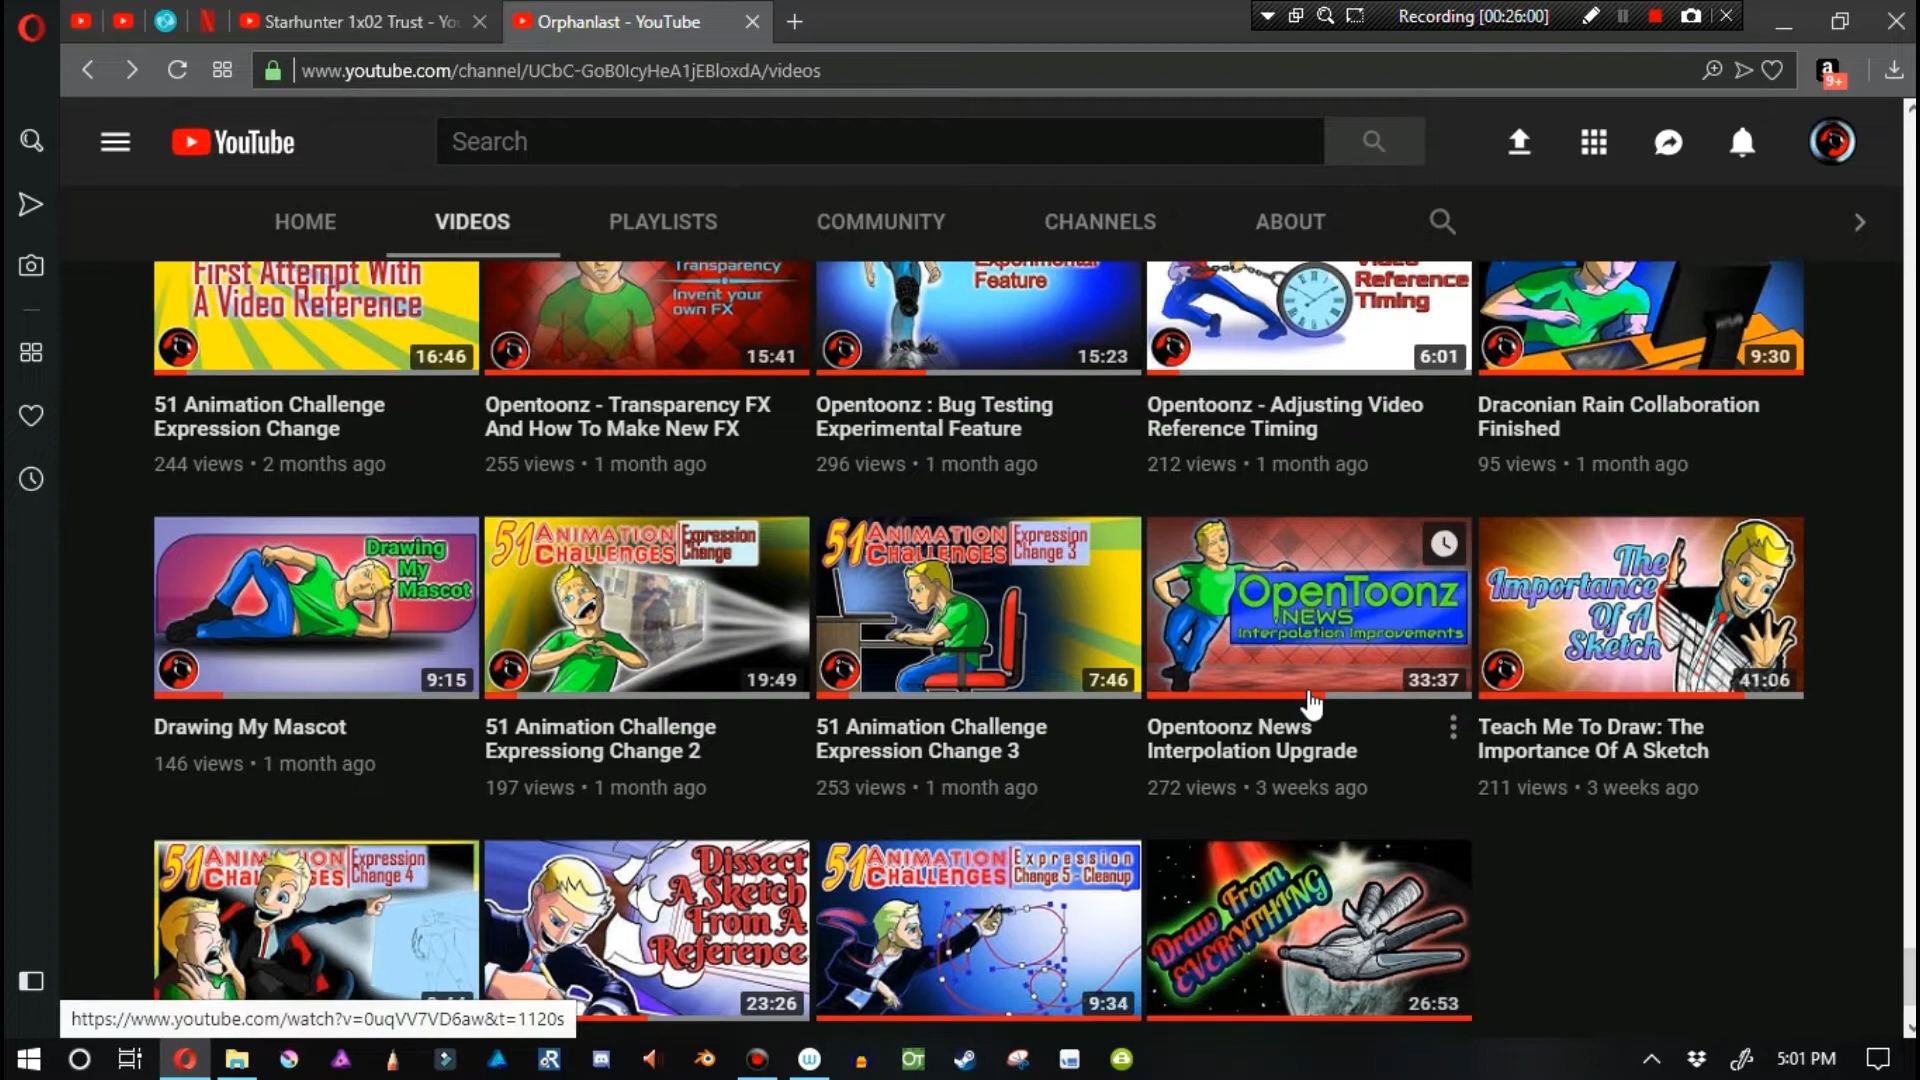 Starhunter 1x02 Trust - Yo
Orphanlast - YouTube
Recording [00:26:00]
www.youtube.com/channel/UCbC-GoB0IcyHeA1jEBloxdA/videos
a
9+
YouTube
Search
HOME
VIDEOS
PLAYLISTS
COMMUNITY
CHANNELS
ABOUT
First Attempt With
A Video Reference
16:46
Transparency
Invent your
own FX
15:41
Experimental
Feature
15:23
Video
Reference
Timing
6:01
9:30
51 Animation Challenge
Expression Change
244 views • 2 months ago
Opentoonz - Transparency FX
And How To Make New FX
255 views • 1 month ago
Opentoonz : Bug Testing
Experimental Feature
296 views • 1 month ago
Opentoonz - Adjusting Video
Reference Timing
212 views • 1 month ago
Draconian Rain Collaboration
Finished
95 views • 1 month ago
Drawing
My
Mascot
9:15
51 ANIMATION
CHALLENGES
Expression
Change
19:49
51 ANIMATION
CHALLENGES
Expression
Change 3
7:46
OpenToonz
NEWS
Interpolation Improvements
33:37
The
Importance
Of A
Sketch
41:06
Drawing My Mascot
146 views • 1 month ago
51 Animation Challenge
Expressiong Change 2
197 views • 1 month ago
51 Animation Challenge
Expression Change 3
253 views • 1 month ago
Opentoonz News
Interpolation Upgrade
272 views • 3 weeks ago
Teach Me To Draw: The
Importance Of A Sketch
211 views • 3 weeks ago
Expression
Change 4
Dissect
A Sketch
From A
Reference
23:26
51 ANIMATION
CHALLENGES
Expression
Change 5 - Cleanup
9:34
Draw From
EVERYTHING
26:53
https://www.youtube.com/watch?v=0uqVV7VD6aw&t=1120s
OT
5:01 PM